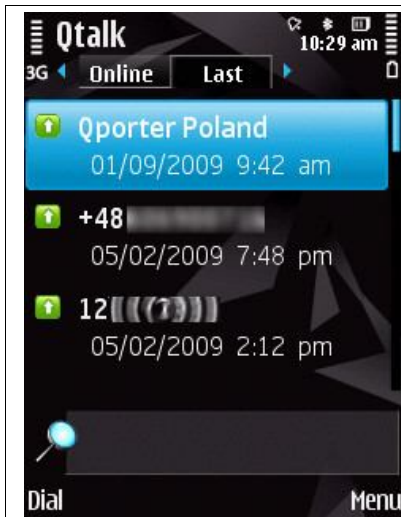 Qtalk
10:29 am
3G Online Last
Qporter Poland
01/09/2009 9:42 am
+48
05/02/2009 7:48 pm
12
05/02/2009 2:12 pm
Dial Menu